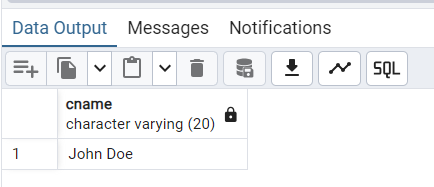 Data Output Messages Notifications
SQL
cname
character varying (20)
1 John Doe